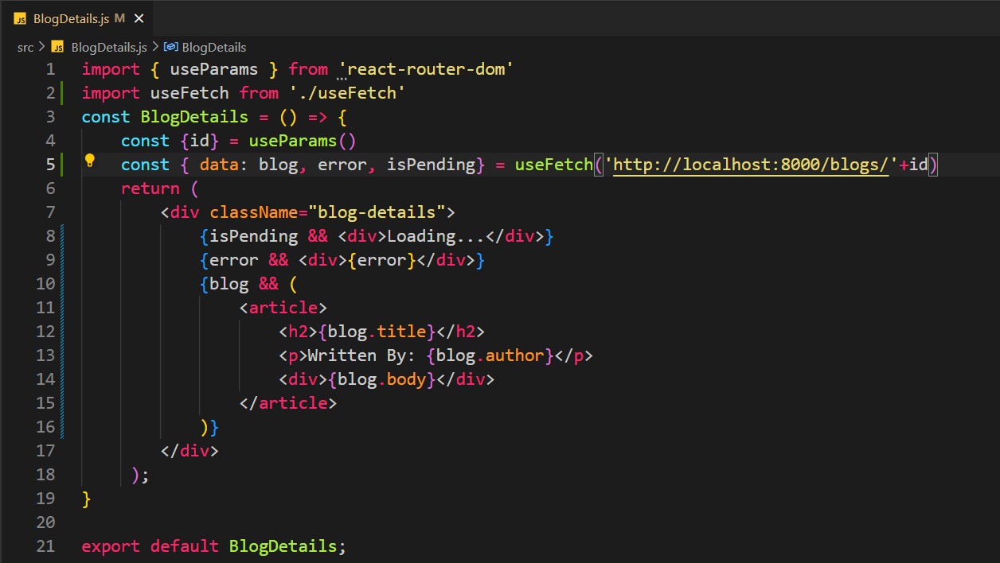 JS BlogDetails.js M ×
src > JS BlogDetails.js > BlogDetails
1 import { useParams } from 'react-router-dom'
2 import useFetch from './useFetch'
3 const BlogDetails = () => {
4     const {id} = useParams()
5     const { data: blog, error, isPending} = useFetch('http://localhost:8000/blogs/'+id)
6     return (
7         <div className="blog-details">
8             {isPending && <div>Loading...</div>}
9             {error && <div>{error}</div>}
10             {blog && (
11                 <article>
12                     <h2>{blog.title}</h2>
13                     <p>Written By: {blog.author}</p>
14                     <div>{blog.body}</div>
15                 </article>
16             )}
17         </div>
18      );
19 }
20
21 export default BlogDetails;